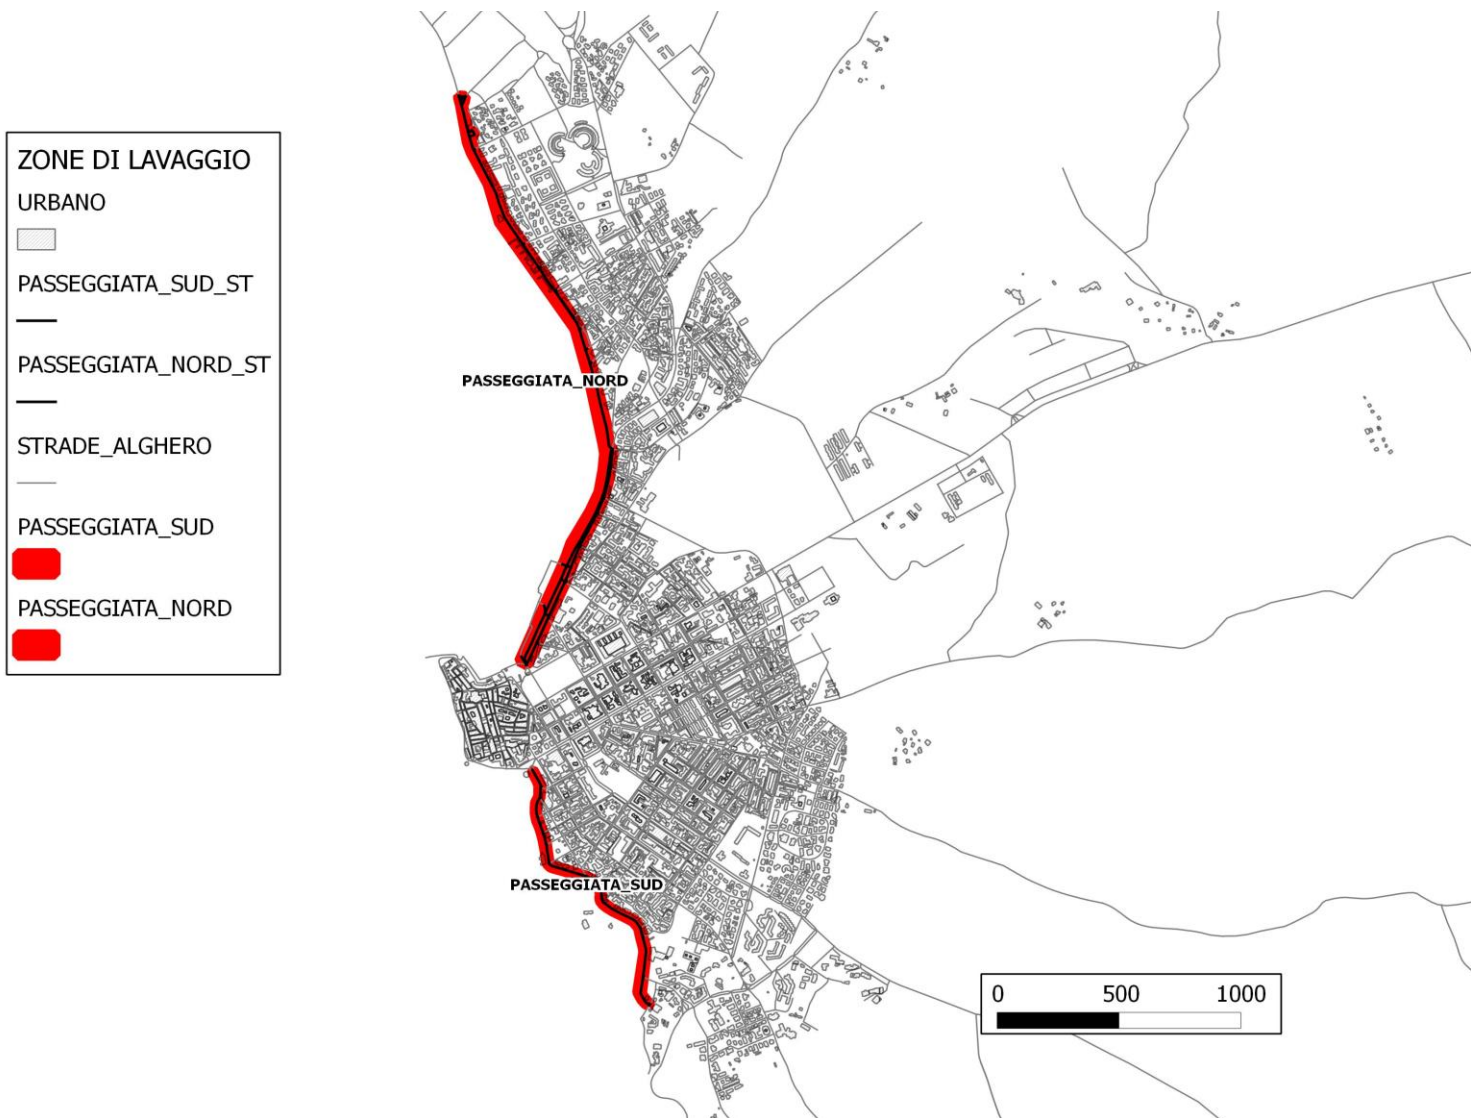 ZONE DI LAVAGGIO
URBANO
PASSEGGIATA_SUD_ST
PASSEGGIATA_NORD_ST
STRADE_ALGHERO
PASSEGGIATA_SUD
PASSEGGIATA_NORD
PASSEGGIATA_NORD
PASSEGGIATA_SUD
0 500 1000